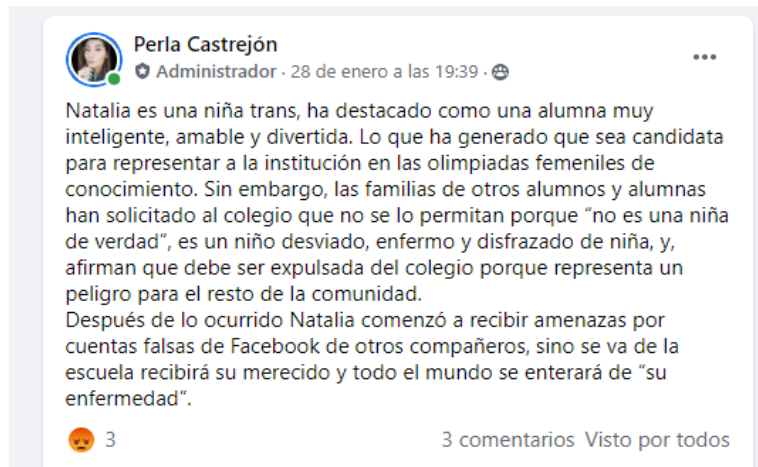 Perla Castrejón
Administrador · 28 de enero a las 19:39 ·
Natalia es una niña trans, ha destacado como una alumna muy
inteligente, amable y divertida. Lo que ha generado que sea candidata
para representar a la institución en las olimpiadas femeniles de
conocimiento. Sin embargo, las familias de otros alumnos y alumnas
han solicitado al colegio que no se lo permitan porque “no es una niña
de verdad”, es un niño desviado, enfermo y disfrazado de niña, y,
afirman que debe ser expulsada del colegio porque representa un
peligro para el resto de la comunidad.
Después de lo ocurrido Natalia comenzó a recibir amenazas por
cuentas falsas de Facebook de otros compañeros, sino se va de la
escuela recibirá su merecido y todo el mundo se enterará de “su
enfermedad”.
3
3 comentarios Visto por todos